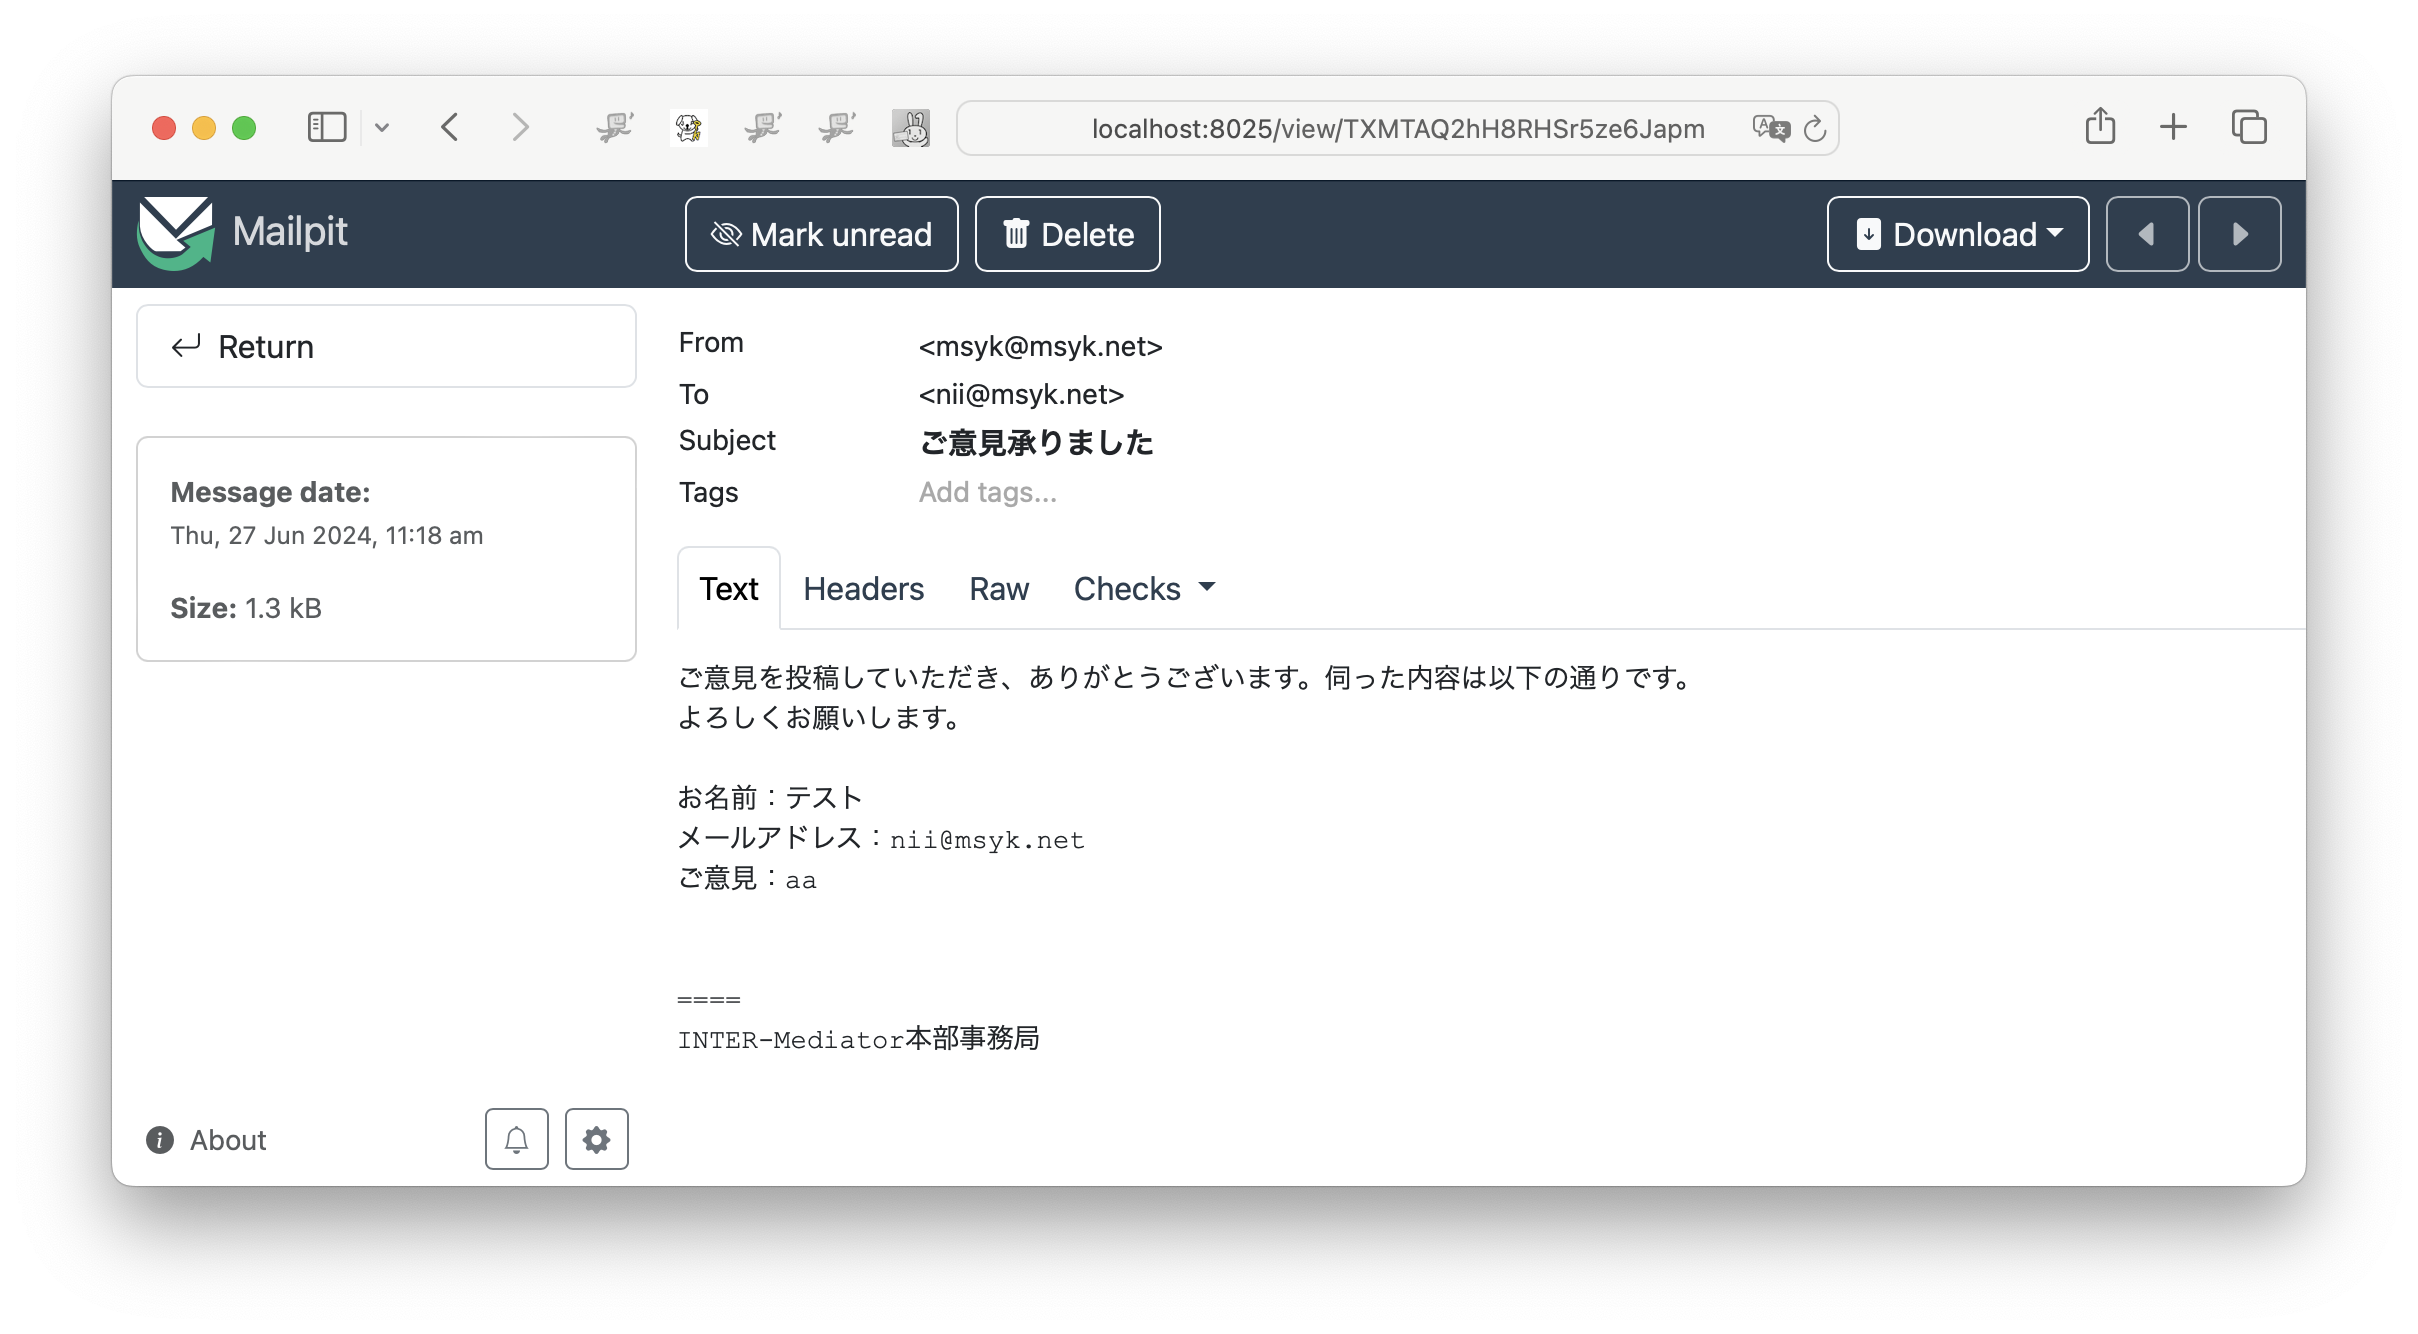 localhost:8025/view/TXMTAQ2hH8RHSr5ze6Japm
Mailpit
Mark unread
Delete
Download
Return
Message date:
Thu, 27 Jun 2024, 11:18 am
Size: 1.3 kB
From <msyk@msyk.net>
To <nii@msyk.net>
Subject ご意見承りました
Tags Add tags...
Text Headers Raw Checks
ご意見を投稿していただき、ありがとうございます。伺った内容は以下の通りです。
よろしくお願いします。
お名前：テスト
メールアドレス：nii@msyk.net
ご意見：aa
====
INTER-Mediator本部事務局
About